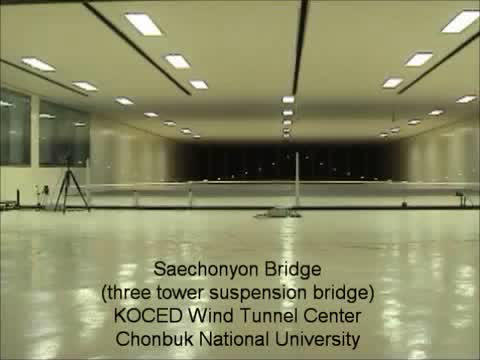 Saechonyon Bridge
(three tower suspension bridge)
KOCED Wind Tunnel Center
Chonbuk National University